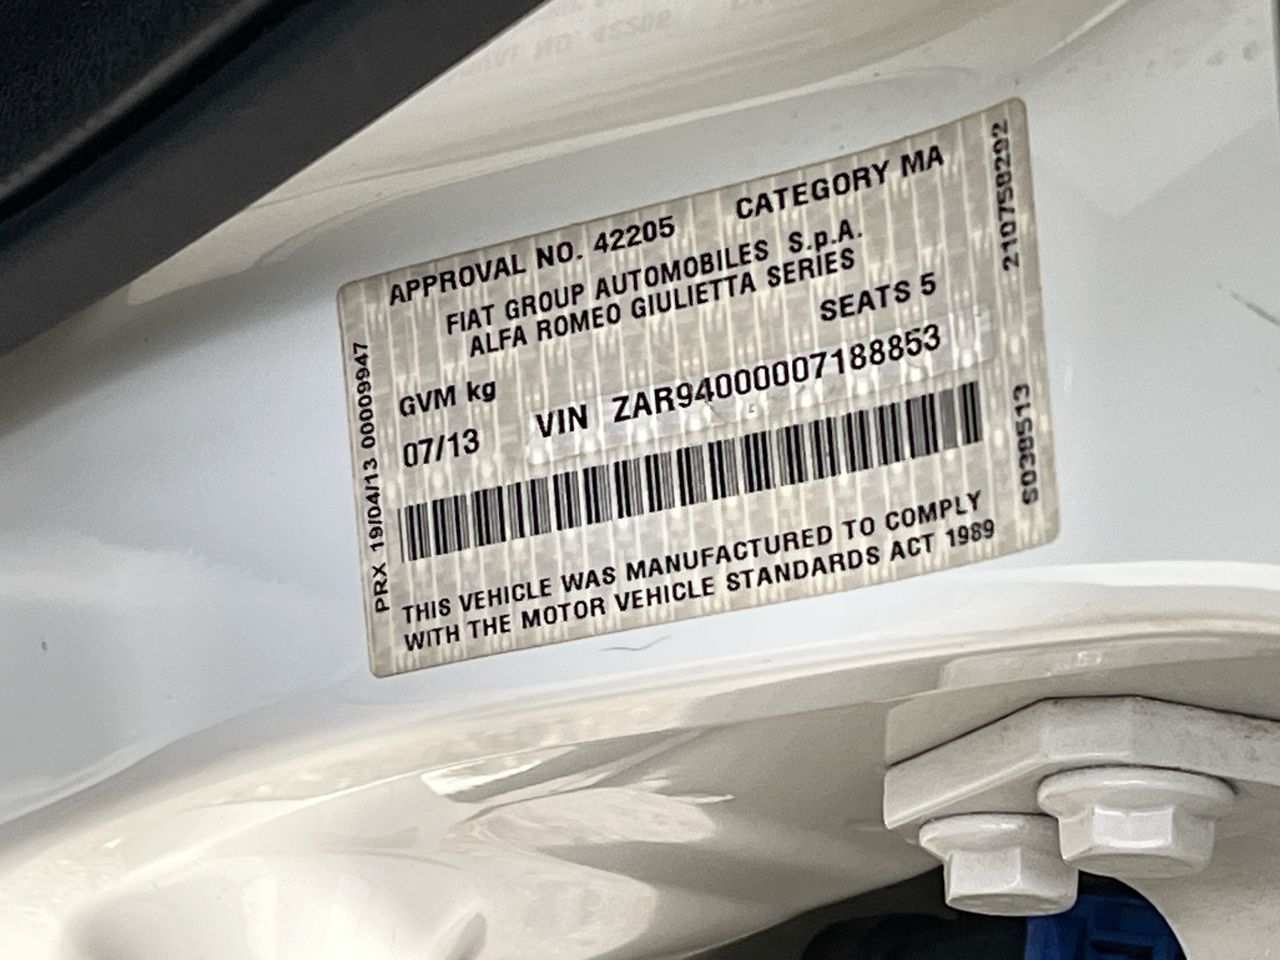 APPROVAL NO. 42205 CATEGORY MA
FIAT GROUP AUTOMOBILES S.p.A.
ALFA ROMEO GIULIETTA SERIES
SEATS 5
GVM kg
07/13 VIN ZAR94000007188853
THIS VEHICLE WAS MANUFACTURED TO COMPLY
WITH THE MOTOR VEHICLE STANDARDS ACT 1989
PRX 19/04/13 00009947
210758292
S030513